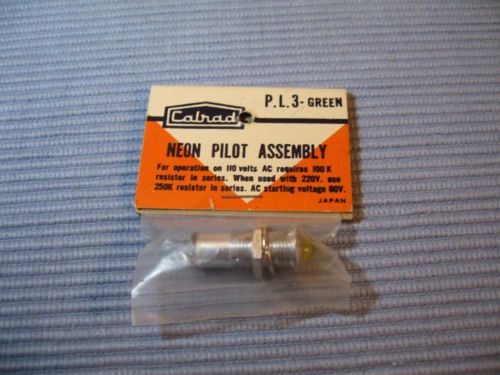 P.L.3-GREEN
Calrad
NEON PILOT ASSEMBLY
For operation on 110 volts AC requires 100K
resistor in series. When used with 220V. use
250K resistor in series. AC starting voltage 60V.
JAPAN